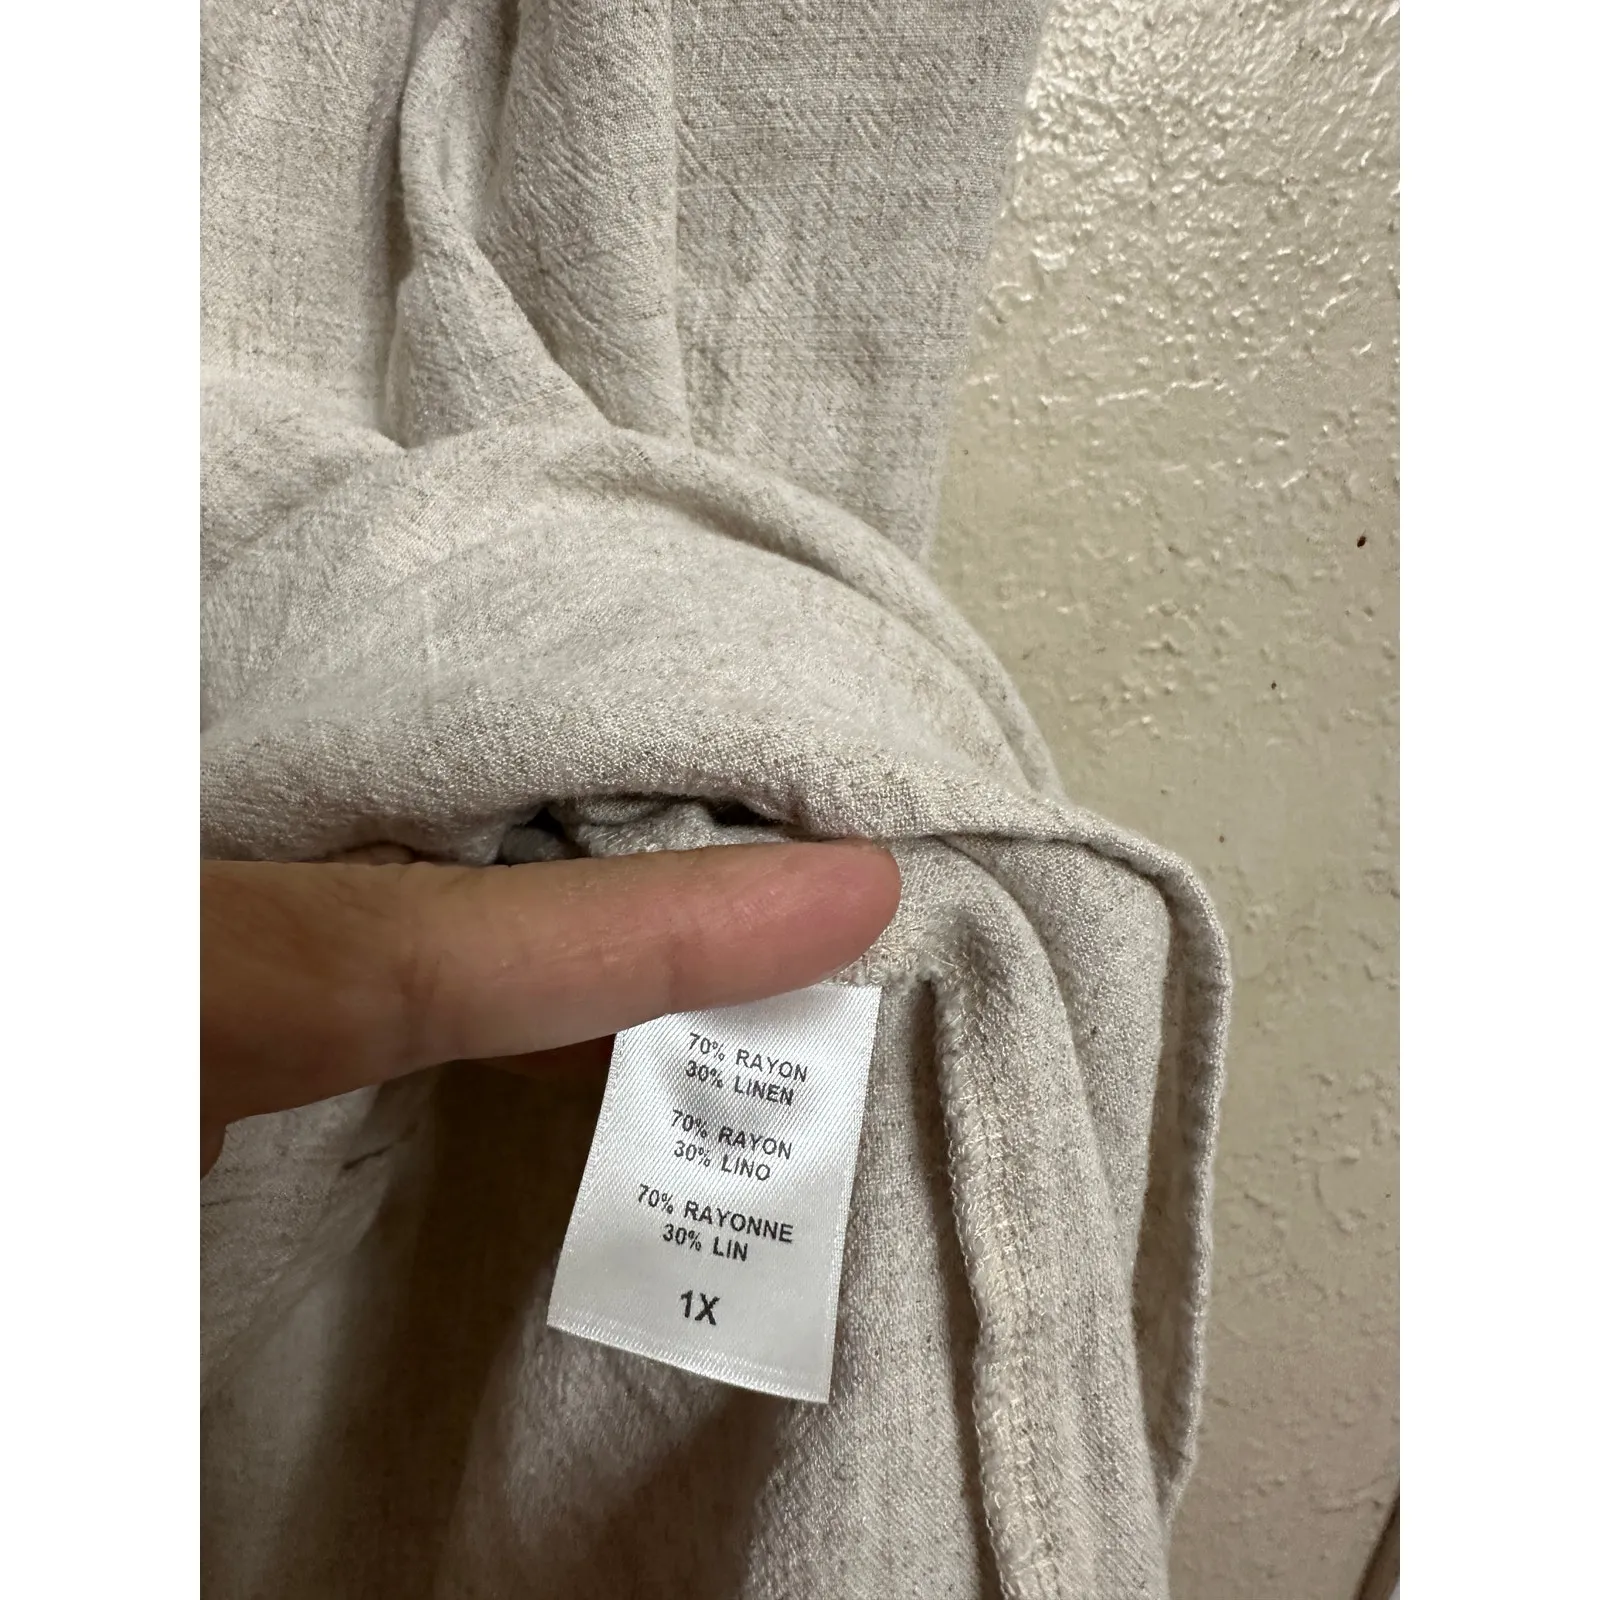 70% RAYON
30% LINEN
70% RAYON
30% LINO
70% RAYONNE
30% LIN
1X